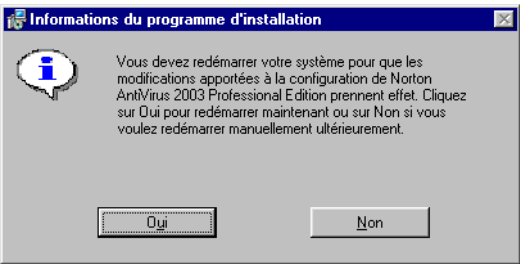 Informations du programme d'installation
Vous devez redémarrer votre système pour que les
modifications apportées à la configuration de Norton
AntiVirus 2003 Professional Edition prennent effet. Cliquez
sur Oui pour redémarrer maintenant ou sur Non si vous
voulez redémarrer manuellement ultérieurement.
Oui
Non